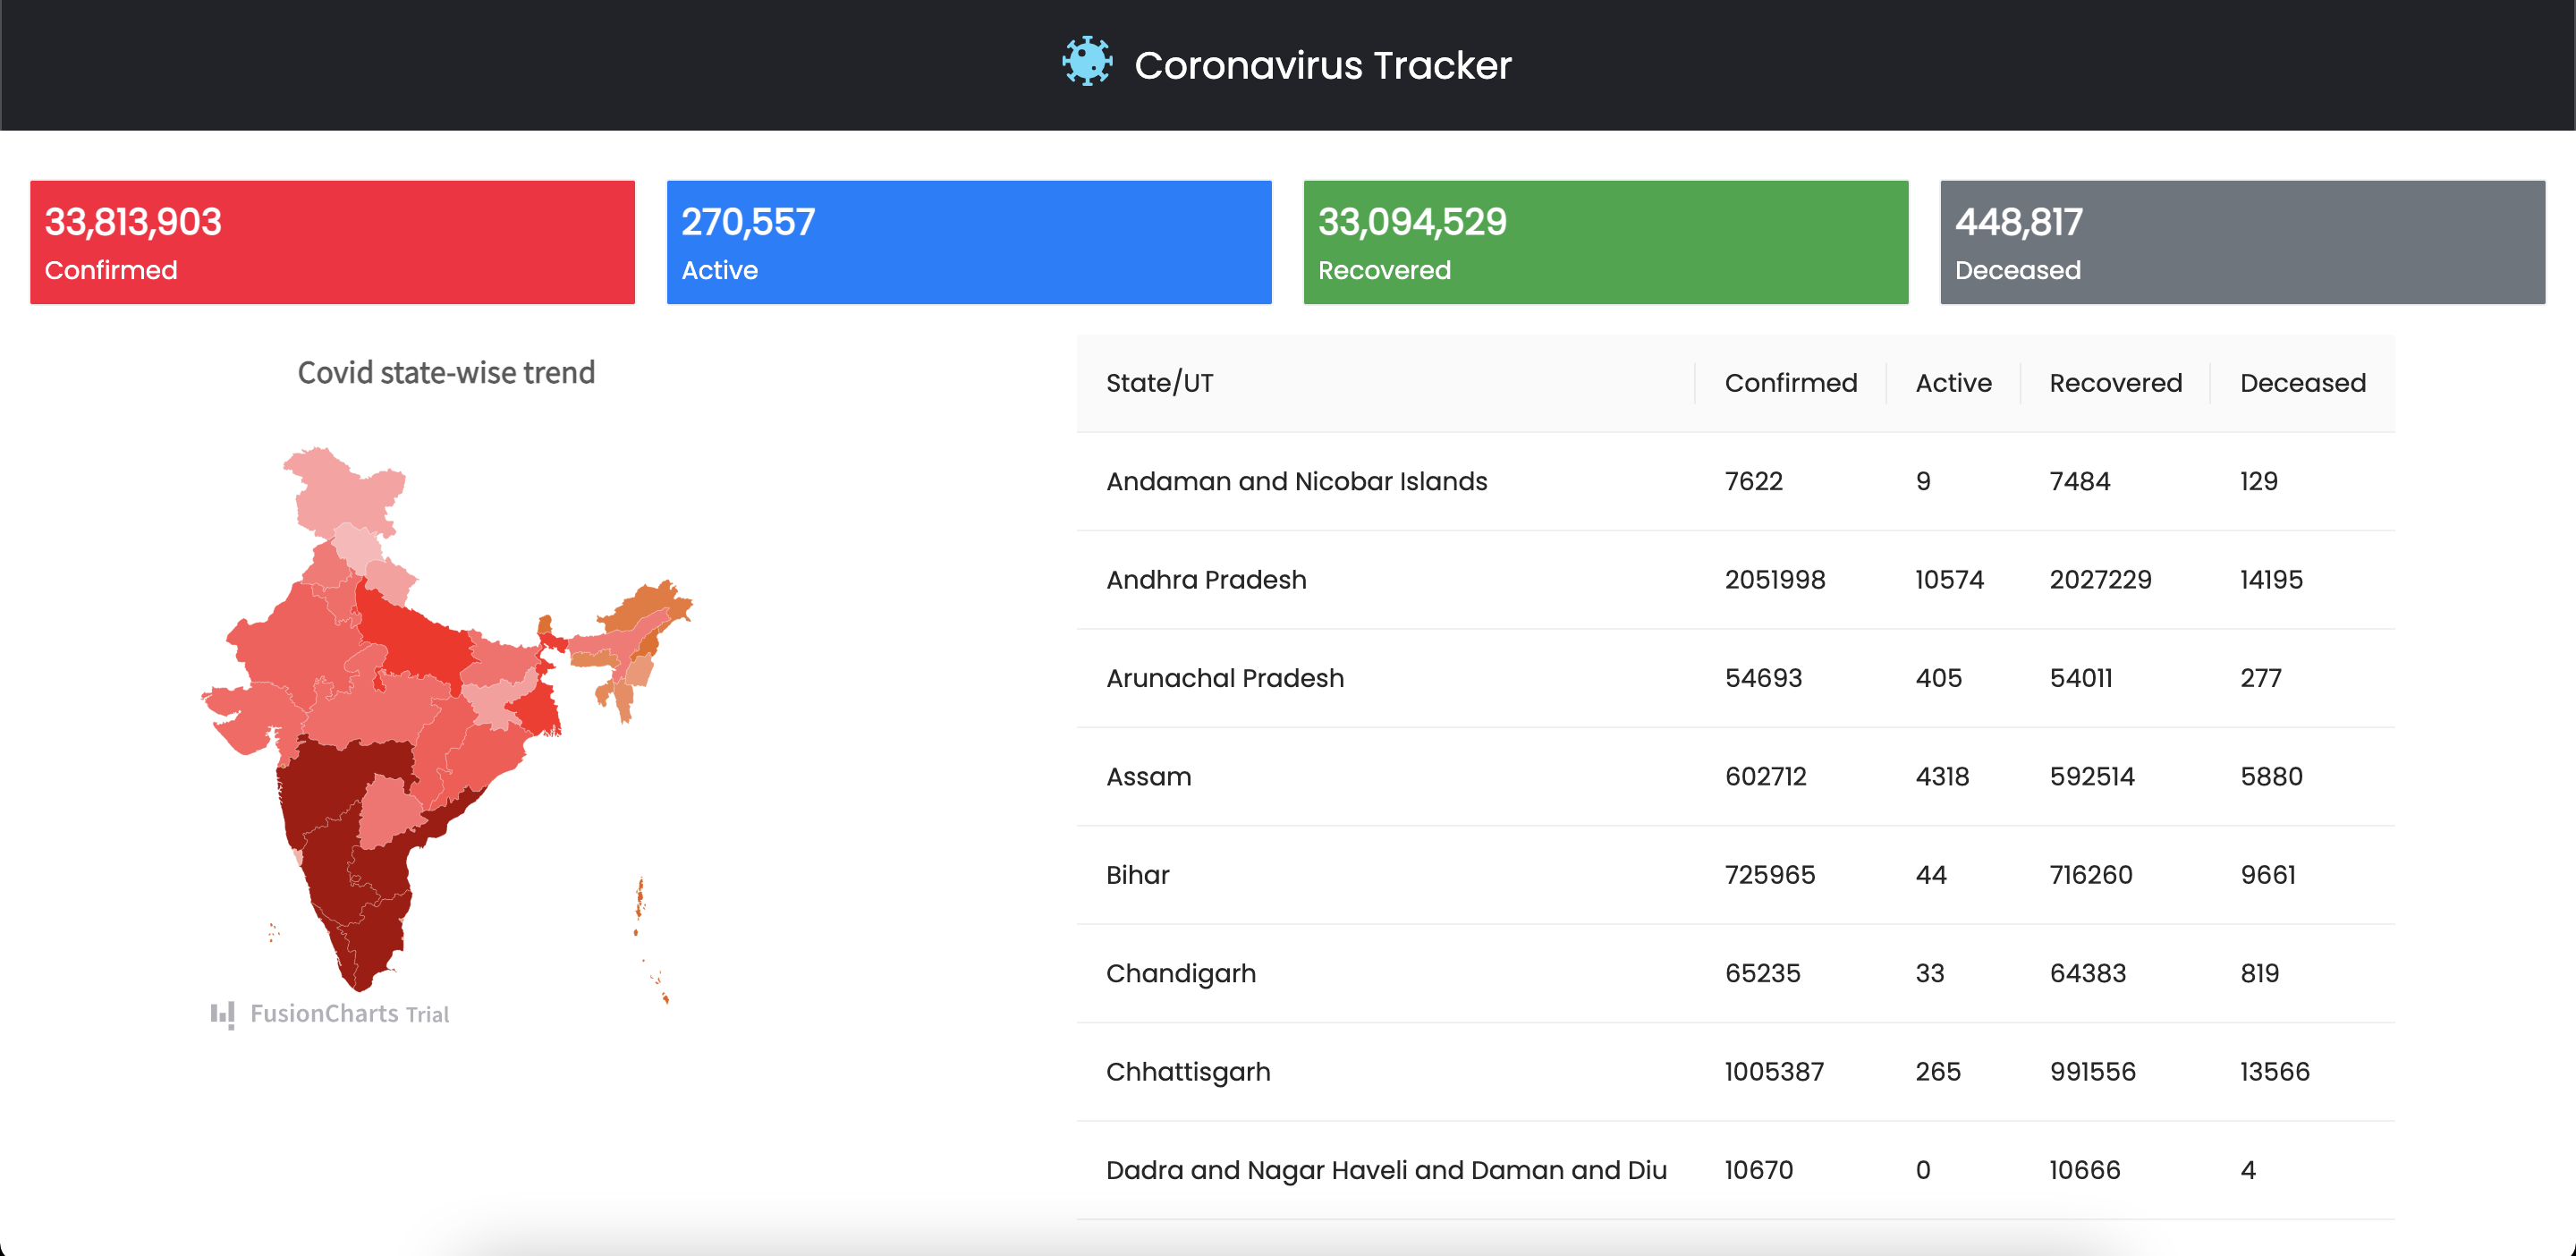 Coronavirus Tracker
33,813,903
Confirmed
270,557
Active
33,094,529
Recovered
448,817
Deceased
Covid state-wise trend
FusionCharts Trial
State/UT Confirmed Active Recovered Deceased
Andaman and Nicobar Islands 7622 9 7484 129
Andhra Pradesh 2051998 10574 2027229 14195
Arunachal Pradesh 54693 405 54011 277
Assam 602712 4318 592514 5880
Bihar 725965 44 716260 9661
Chandigarh 65235 33 64383 819
Chhattisgarh 1005387 265 991556 13566
Dadra and Nagar Haveli and Daman and Diu 10670 0 10666 4